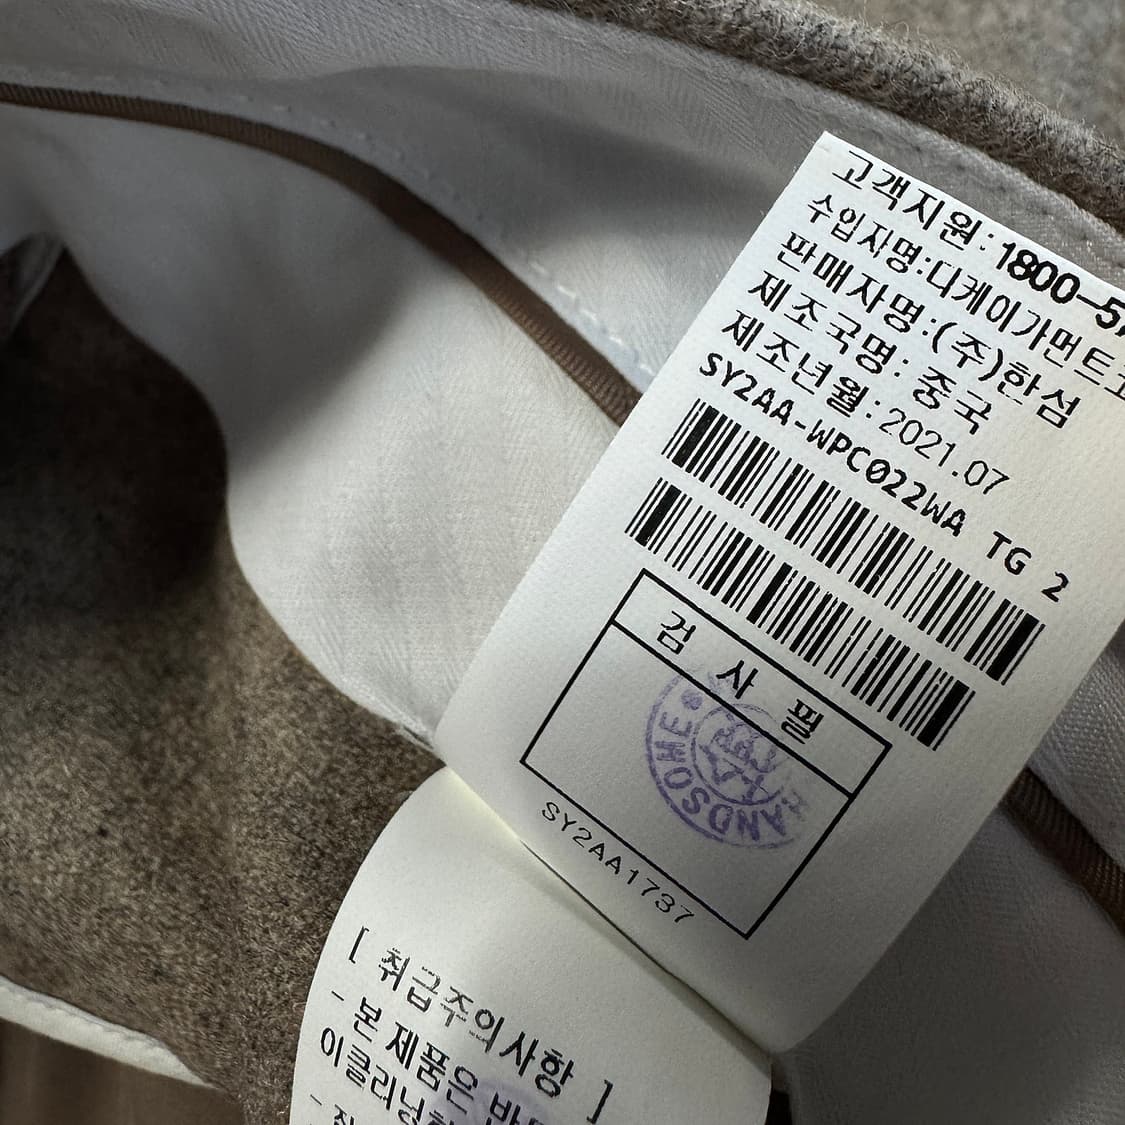 고객지원:1800-5
수입자명:디케이가먼트
판매자명:(주)한섬
제조국명: 중국
제조년월:2021.07
SY2AA-WPC022WA TG 2
검 사 필
HANDSOME
SY2AA1737
[ 취급주의사항 ]
- 본 제품은
이클리닝